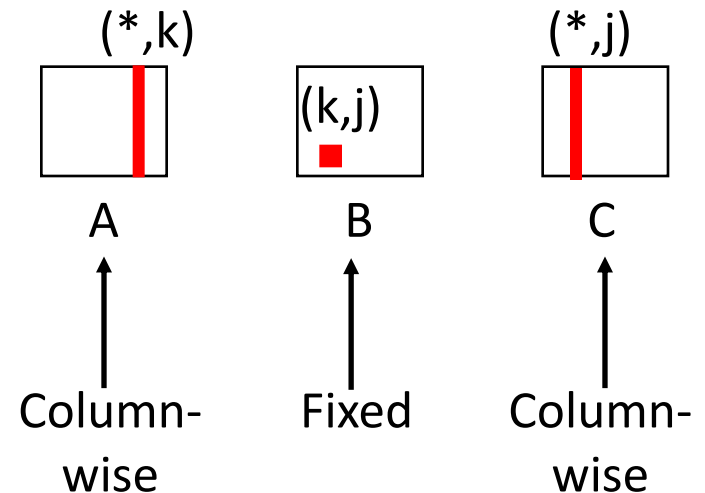 (*,k)
(k,j)
(*,j)
A
B
C
Column-
wise
Fixed
Column-
wise